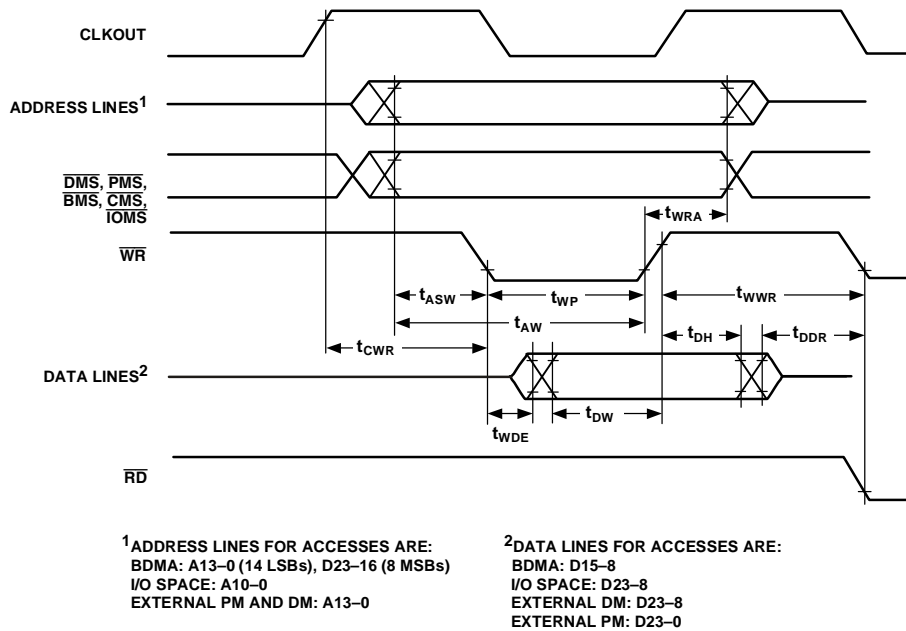 CLKOUT
ADDRESS LINES¹
DMS, PMS,
BMS, CMS,
IOMS
tWRA
WR
tASW
tWP
tWWR
tAW
tCWR
tDH
tDDR
DATA LINES²
tWDE
tDW
RD
¹ADDRESS LINES FOR ACCESSES ARE:
BDMA: A13–0 (14 LSBs), D23–16 (8 MSBs)
I/O SPACE: A10–0
EXTERNAL PM AND DM: A13–0
²DATA LINES FOR ACCESSES ARE:
BDMA: D15–8
I/O SPACE: D23–8
EXTERNAL DM: D23–8
EXTERNAL PM: D23–0